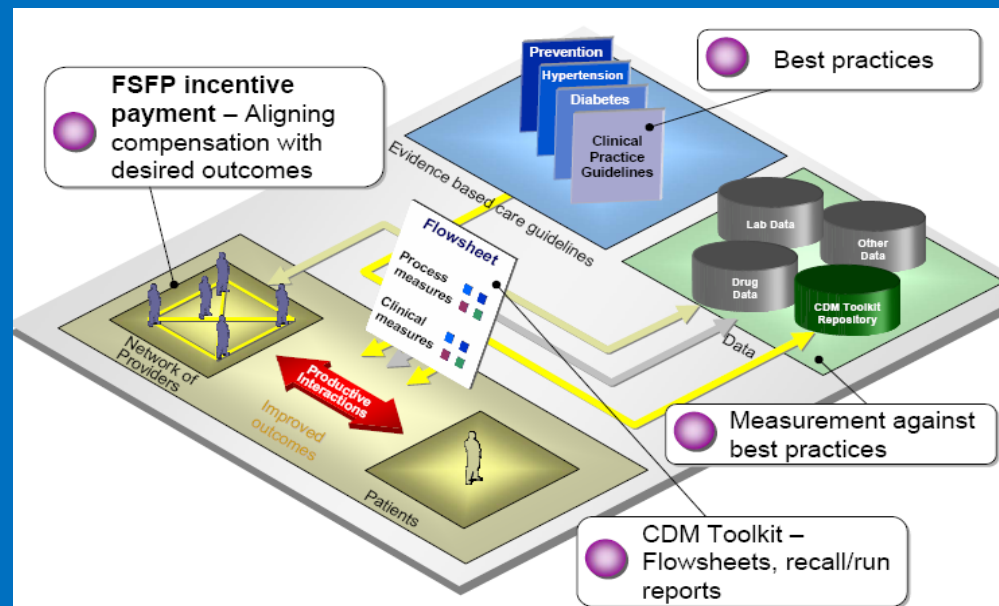 FSFP incentive
payment – Aligning
compensation with
desired outcomes
Best practices
Prevention
Hypertension
Diabetes
Clinical
Practice
Guidelines
Evidence based care guidelines
Lab Data
Other
Data
Drug
Data
CDM Toolkit
Repository
Data
Flowsheet
Process
measures
Clinical
measures
Network of
Providers
Productive
Interactions
Improved
outcomes
Patients
Measurement against
best practices
CDM Toolkit –
Flowsheets, recall/run
reports